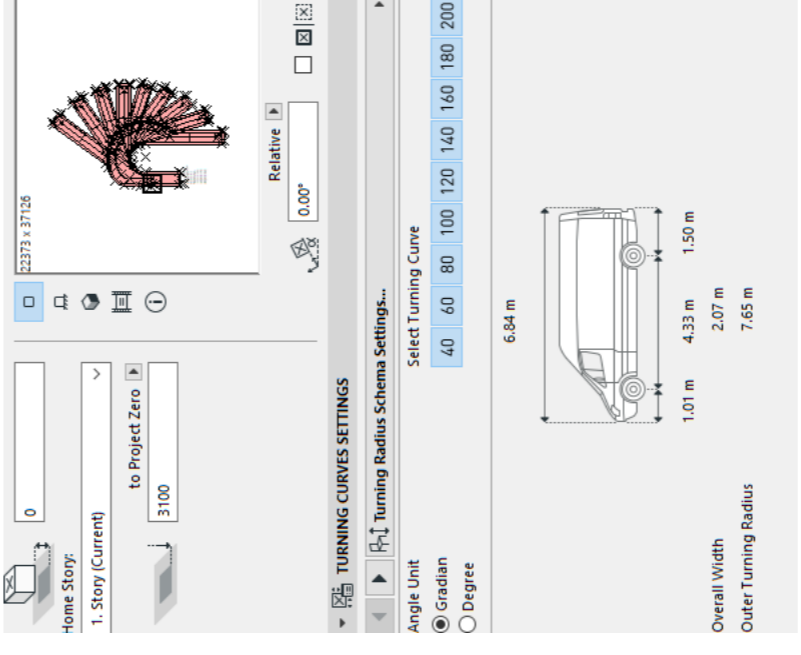 0
Home Story:
1. Story (Current)
to Project Zero
3100
22373 x 37126
Relative
0.00°
TURNING CURVES SETTINGS
Turning Radius Schema Settings...
Angle Unit
Gradian
Degree
Select Turning Curve
40 60 80 100 120 140 160 180 200
6.84 m
1.01 m 4.33 m 1.50 m
Overall Width 2.07 m
Outer Turning Radius 7.65 m